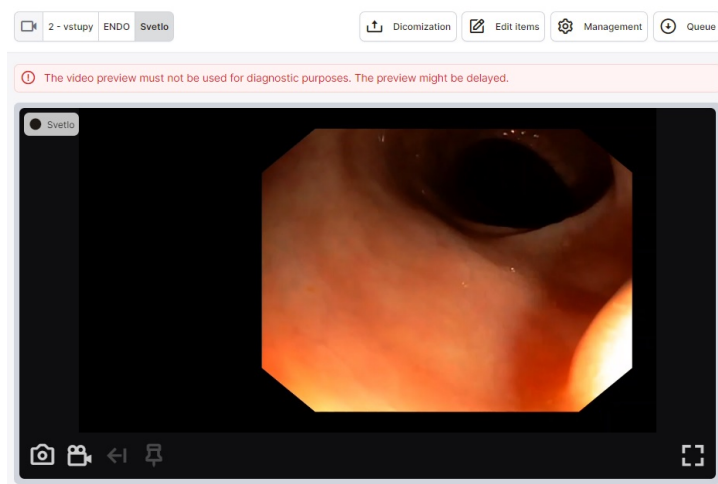 2 - vstupy ENDO Svetlo Dicomization Edit items Management Queue
The video preview must not be used for diagnostic purposes. The preview might be delayed.
Svetlo